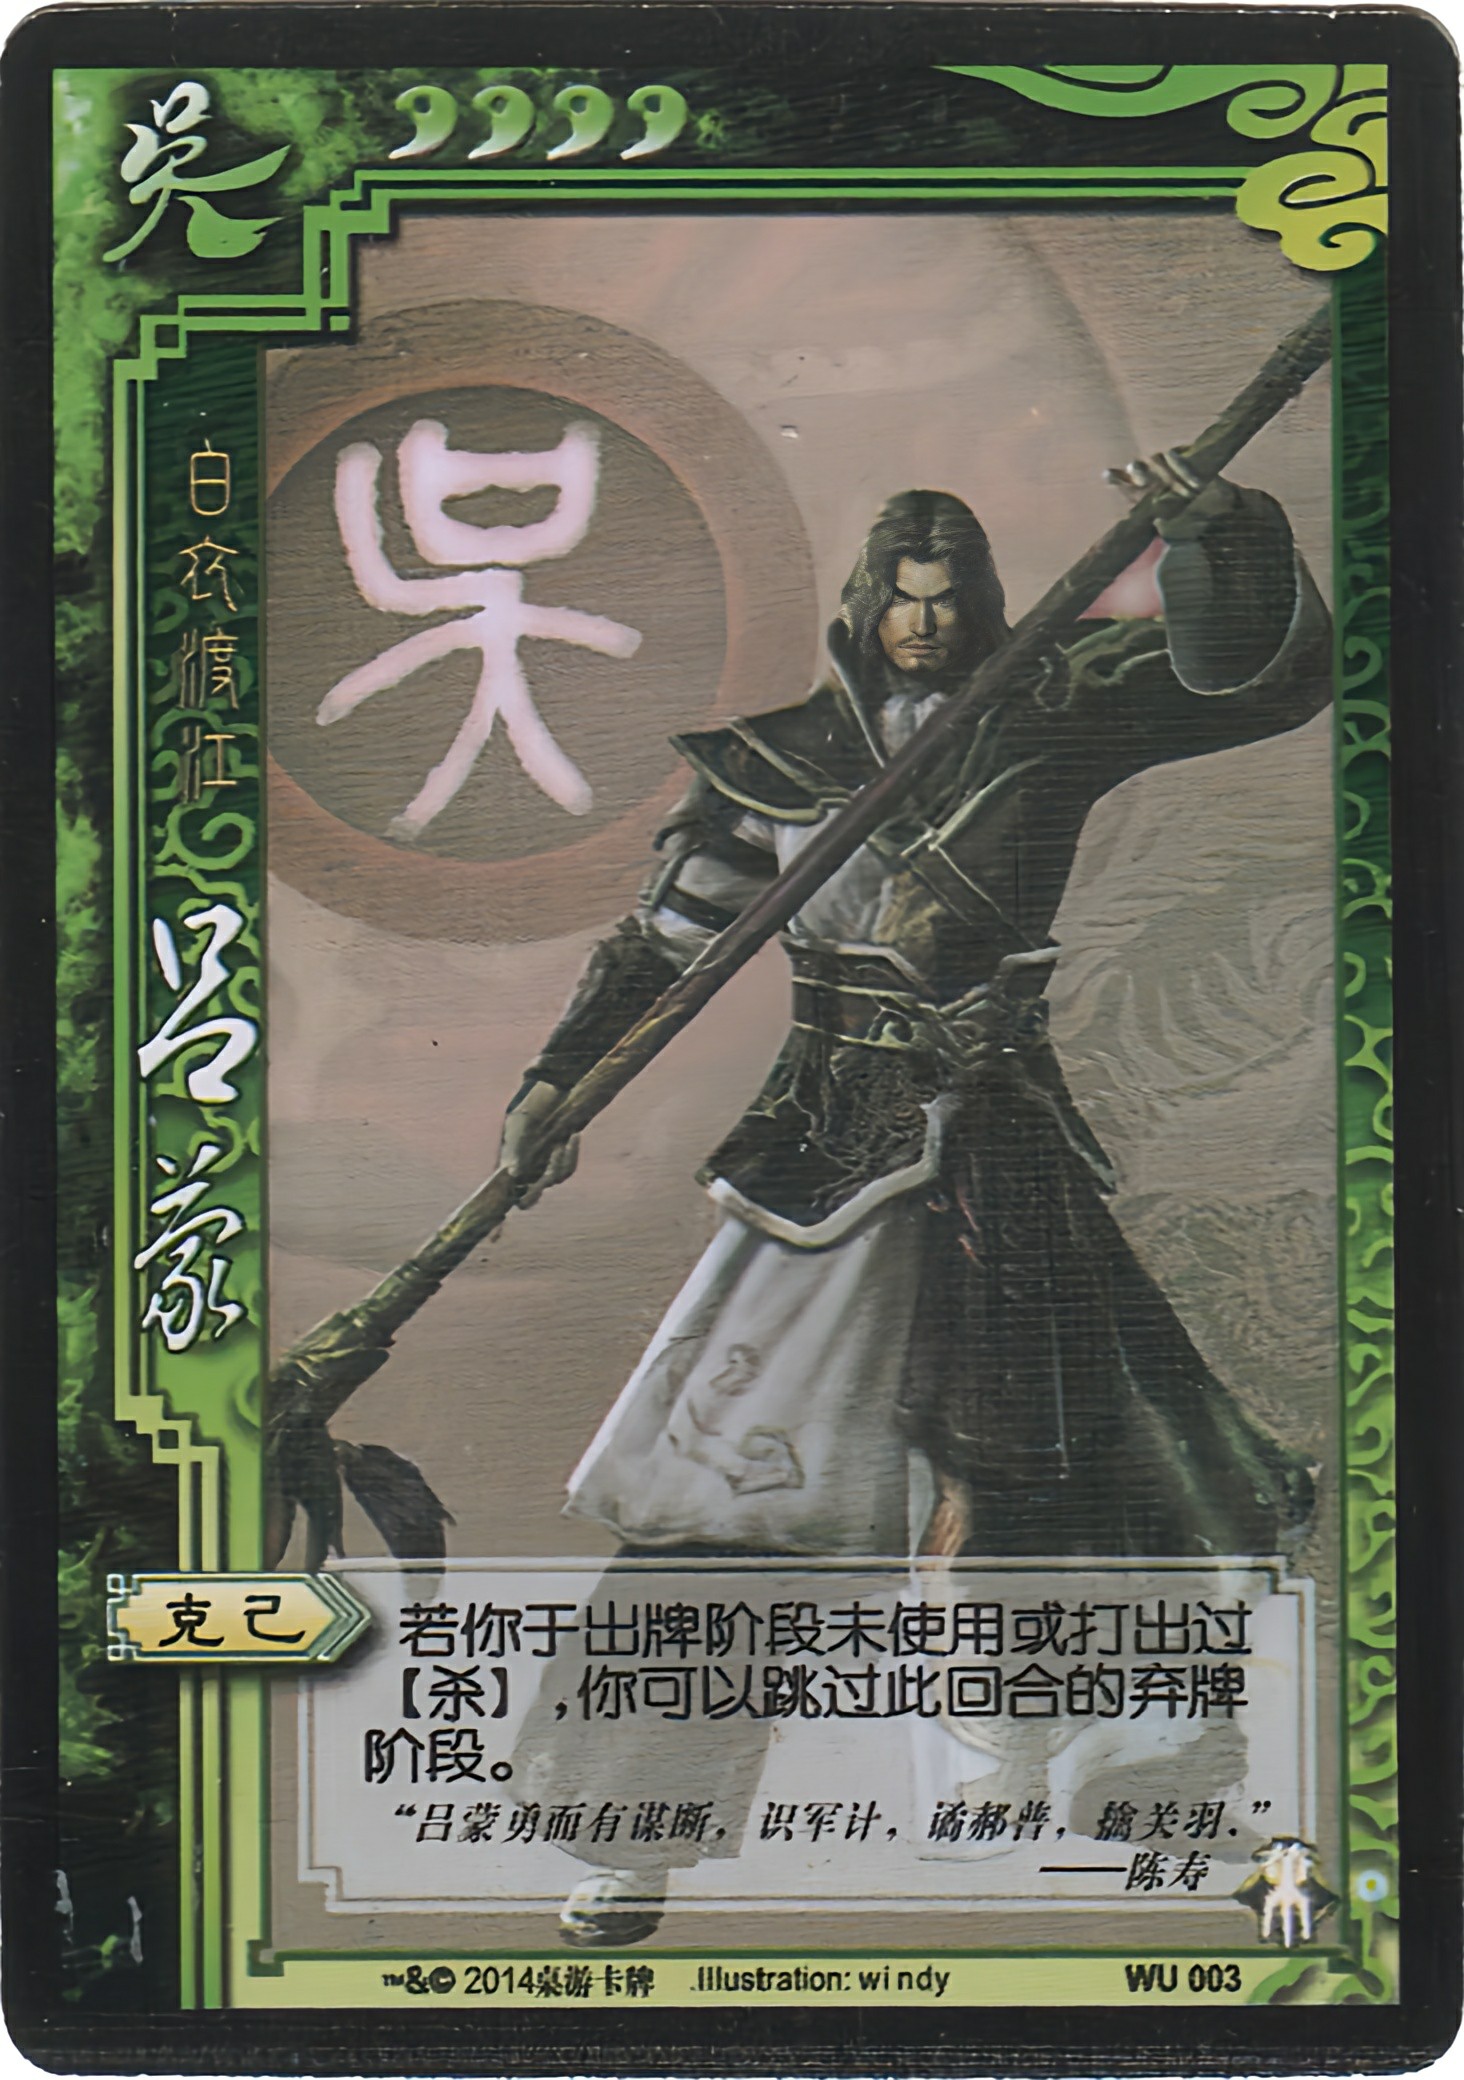 吴
吴
白衣渡江
吕蒙
克己
若你于出牌阶段未使用或打出过
【杀】,你可以跳过此回合的弃牌
阶段。
“吕蒙勇而有谋断，识军计，谲郝普，擒关羽.”
——陈寿
™&© 2014桌游卡牌 .Illustration: windy WU 003